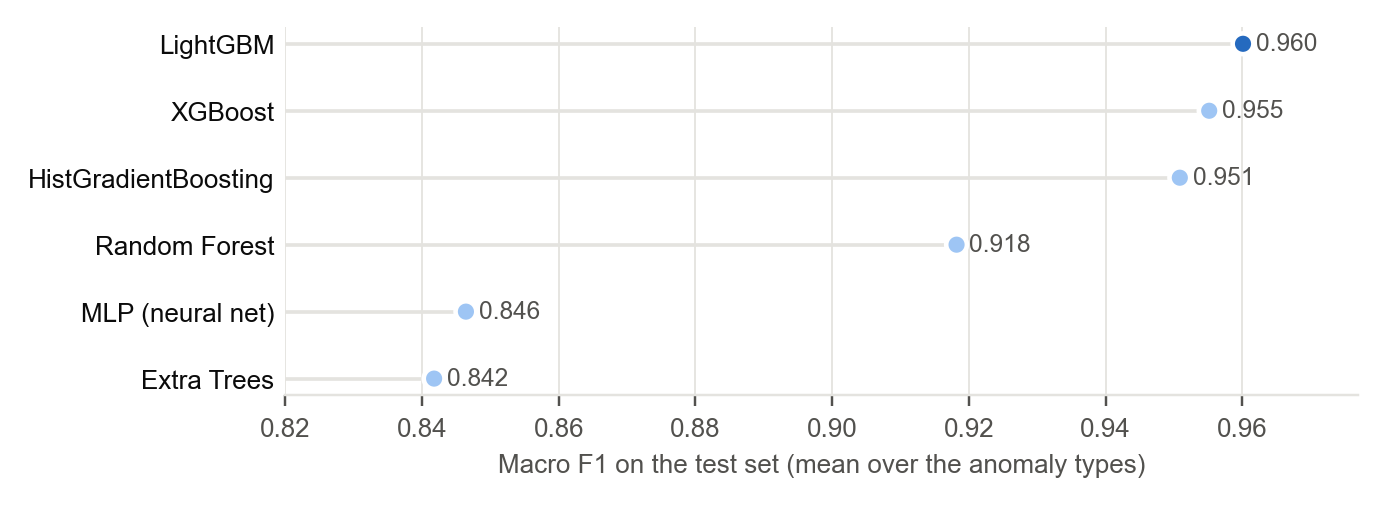 LightGBM 0.960
XGBoost 0.955
HistGradientBoosting 0.951
Random Forest 0.918
MLP (neural net) 0.846
Extra Trees 0.842
0.82 0.84 0.86 0.88 0.90 0.92 0.94 0.96
Macro F1 on the test set (mean over the anomaly types)